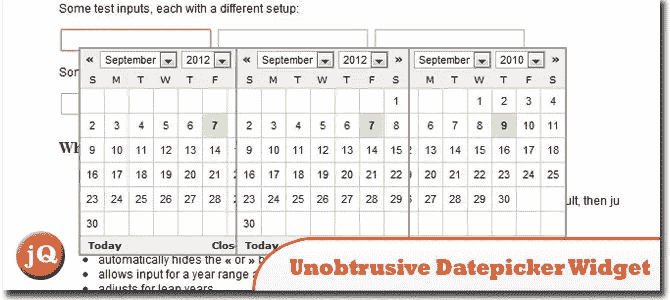 Some test inputs, each with a different setup:
« September 2012 « September 2012 » September 2010 »
S M T W T F S M T W T F S M T W T F S
1 1 2 3 4
2 3 4 5 6 7 2 3 4 5 6 7 8 6 7 8 9 10 11
9 10 11 12 13 14 9 10 11 12 13 14 15 13 14 15 16 17 18
16 17 18 19 20 21 16 17 18 19 20 21 22 20 21 22 23 24 25
23 24 25 26 27 28 23 24 25 26 27 28 29 27 28 29 30
30 30
Today Clos Today
ult, then ju
automatically hides the « or »
allows input for a year range
adjusts for leap years
jQ
Unobtrusive Datepicker Widget